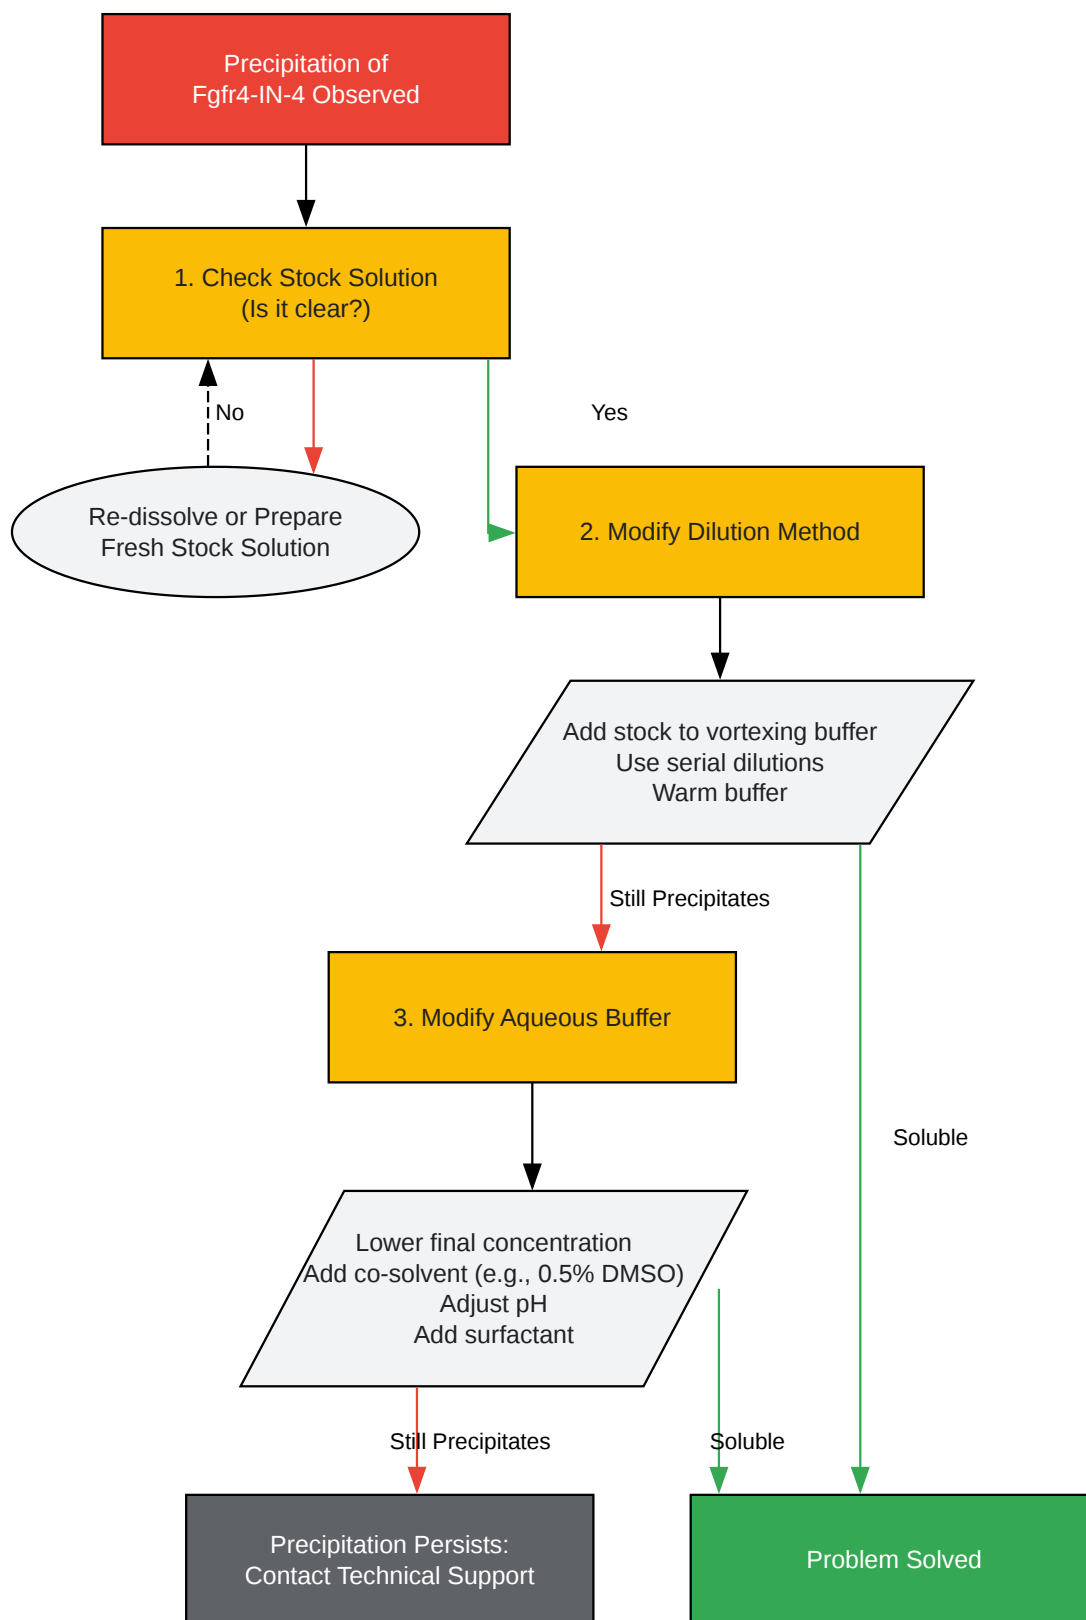 Precipitation of
Fgfr4-IN-4 Observed
1. Check Stock Solution
(Is it clear?)
No
Yes
Re-dissolve or Prepare
Fresh Stock Solution
2. Modify Dilution Method
Add stock to vortexing buffer
Use serial dilutions
Warm buffer
Still Precipitates
3. Modify Aqueous Buffer
Soluble
Lower final concentration
Add co-solvent (e.g., 0.5% DMSO)
Adjust pH
Add surfactant
Still Precipitates
Soluble
Precipitation Persists:
Contact Technical Support
Problem Solved